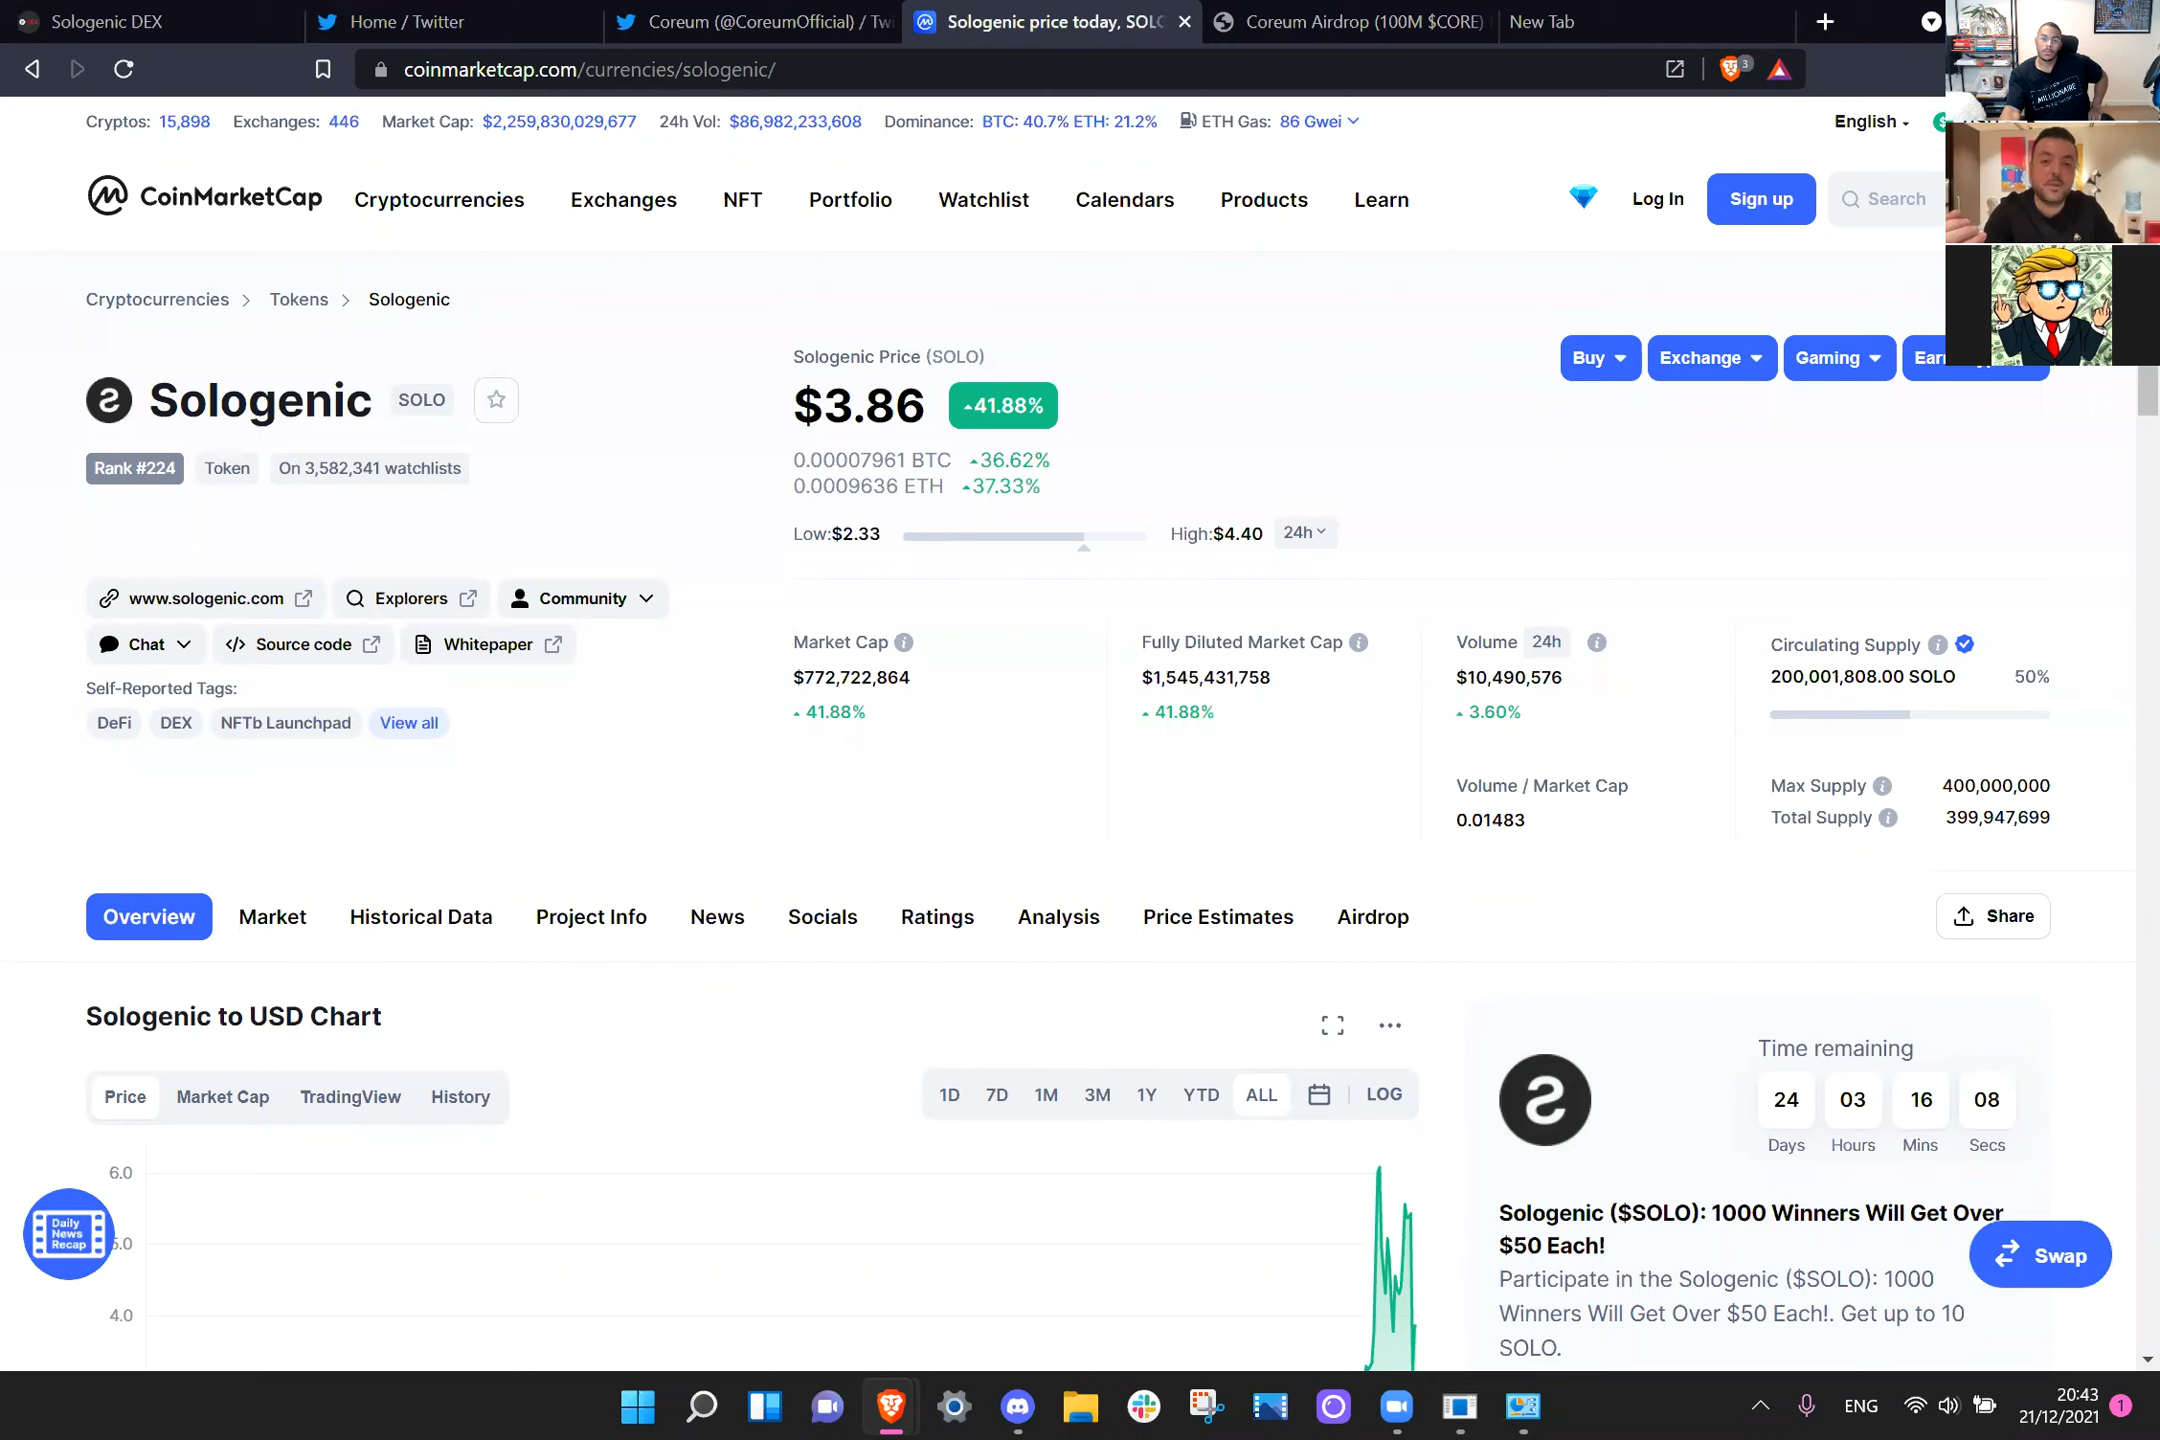 Sologenic DEX
Home / Twitter
Coreum (@CoreumOfficial) / Twi
Sologenic price today, SOLO
Coreum Airdrop (100M $CORE)
New Tab
coinmarketcap.com/currencies/sologenic/
3
Cryptos: 15,898 Exchanges: 446 Market Cap: $2,259,830,029,677 24h Vol: $86,982,233,608 Dominance: BTC: 40.7% ETH: 21.2% ETH Gas: 86 Gwei
English
MILLIONAIRE
CoinMarketCap
Cryptocurrencies Exchanges NFT Portfolio Watchlist Calendars Products Learn
Log In
Sign up
Search
Cryptocurrencies > Tokens > Sologenic
Sologenic SOLO
Rank #224 Token On 3,582,341 watchlists
Sologenic Price (SOLO)
$3.86 41.88%
0.00007961 BTC 36.62%
0.0009636 ETH 37.33%
Low:$2.33 High:$4.40 24h
Buy Exchange Gaming
www.sologenic.com Explorers Community
Chat Source code Whitepaper
Self-Reported Tags:
DeFi DEX NFTb Launchpad View all
Market Cap
$772,722,864
41.88%
Fully Diluted Market Cap
$1,545,431,758
41.88%
Volume 24h
$10,490,576
3.60%
Volume / Market Cap
0.01483
Circulating Supply
200,001,808.00 SOLO 50%
Max Supply 400,000,000
Total Supply 399,947,699
Overview Market Historical Data Project Info News Socials Ratings Analysis Price Estimates Airdrop
Share
Sologenic to USD Chart
Price Market Cap TradingView History
1D 7D 1M 3M 1Y YTD ALL LOG
6.0
5.0
4.0
Daily
News
Recap
Time remaining
24 03 16 08
Days Hours Mins Secs
Sologenic ($SOLO): 1000 Winners Will Get Over
$50 Each!
Participate in the Sologenic ($SOLO): 1000
Winners Will Get Over $50 Each!. Get up to 10
SOLO.
Swap
ENG
20:43
21/12/2021
1